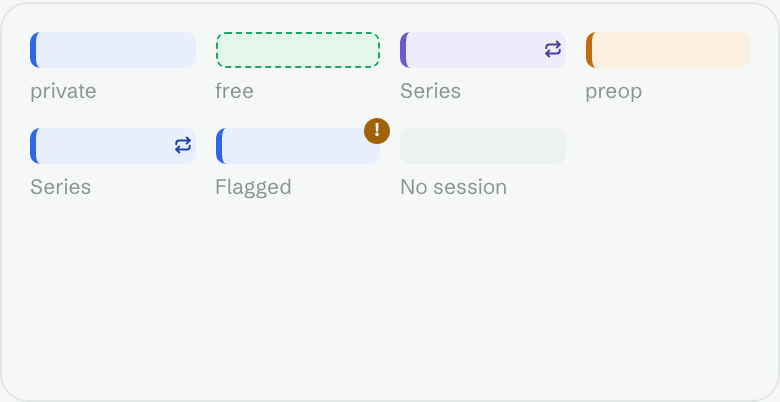 private
free
Series
preop
Series
!
Flagged
No session